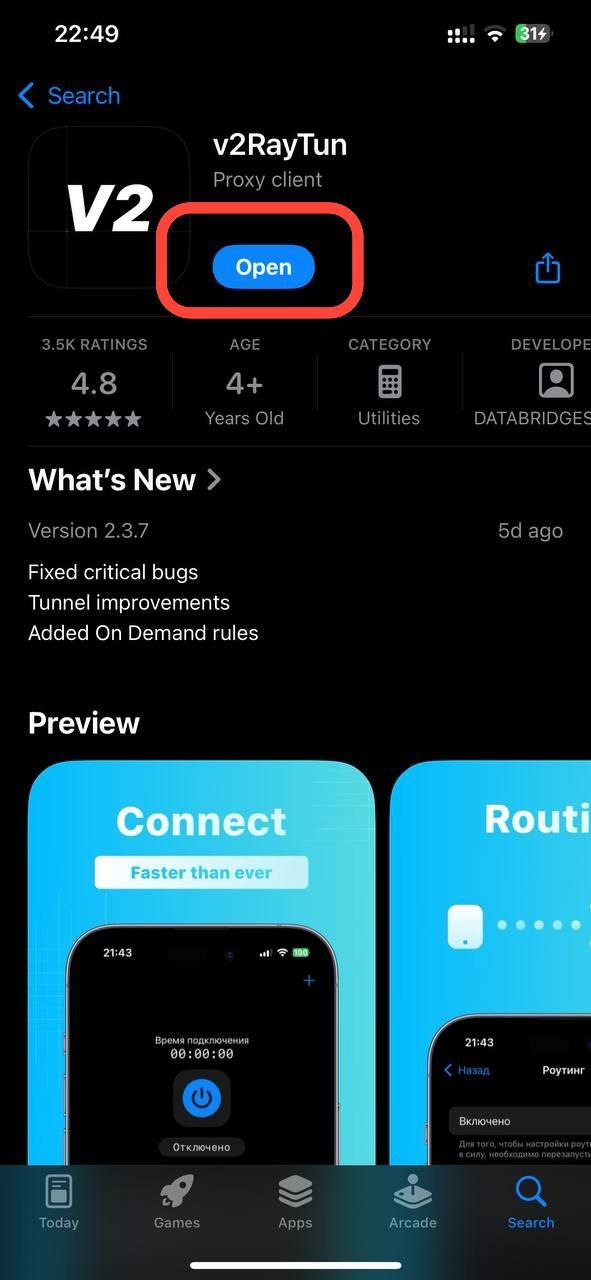 22:49
31
Search
V2
v2RayTun
Proxy client
Open
3.5K RATINGS
4.8
AGE
4+
Years Old
CATEGORY
Utilities
DEVELOPE
DATABRIDGES
What's New
Version 2.3.7
5d ago
Fixed critical bugs
Tunnel improvements
Added On Demand rules
Preview
Connect
Faster than ever
21:43
100
Время подключения
00:00:00
Отключено
Routi
21:43
Назад
Роутинг
Включено
Для того, чтобы настройки роут
в силу, необходимо перезапусти
Today
Games
Apps
Arcade
Search